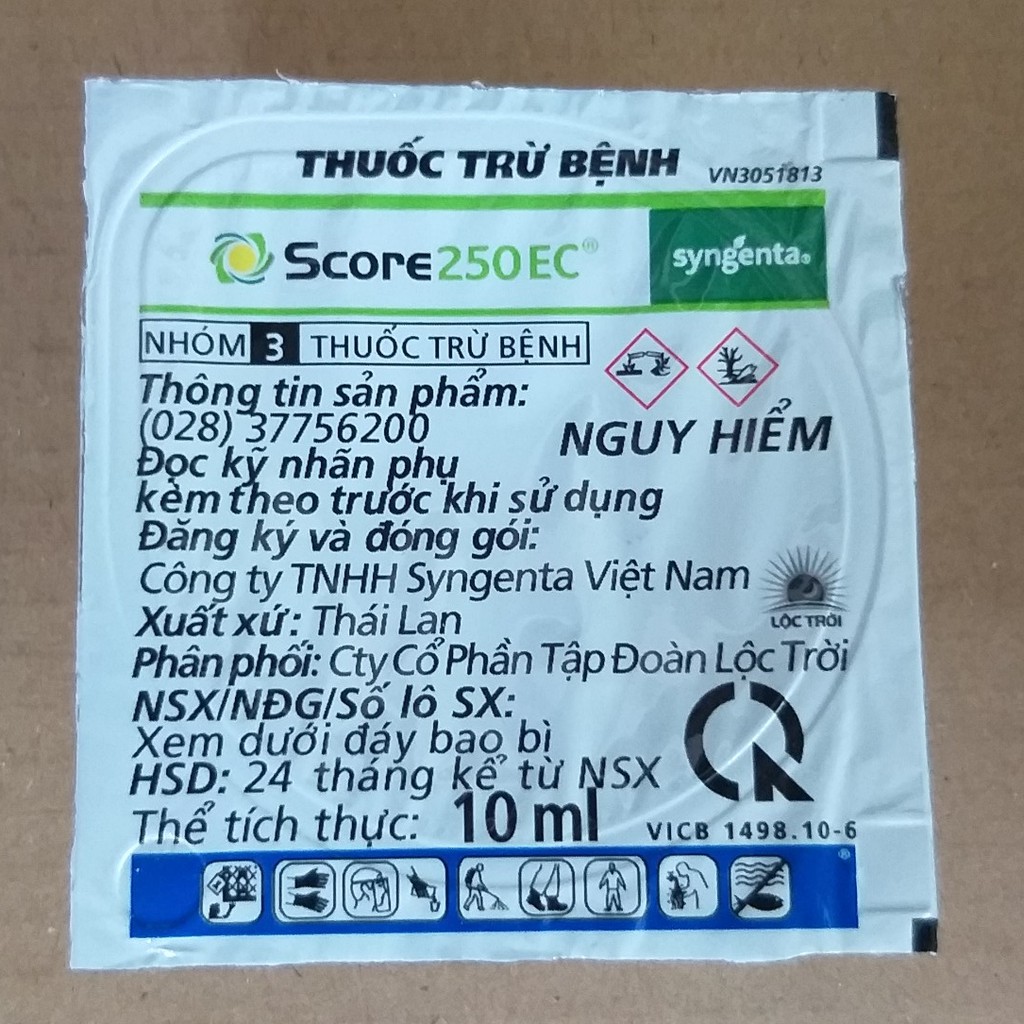 THUỐC TRỪ BỆNH
VN3051813
Score 250 EC®
syngenta®
NHÓM 3 THUỐC TRỪ BỆNH
Thông tin sản phẩm:
(028) 37756200
NGUY HIỂM
Đọc kỹ nhãn phụ
kèm theo trước khi sử dụng
Đăng ký và đóng gói:
Công ty TNHH Syngenta Việt Nam
LỘC TRỜI
Xuất xứ: Thái Lan
Phân phối: Cty Cổ Phần Tập Đoàn Lộc Trời
NSX/NĐG/Số lô SX:
Xem dưới đáy bao bì
HSD: 24 tháng kể từ NSX
Thể tích thực: 10 ml
VICB 1498.10-6
®